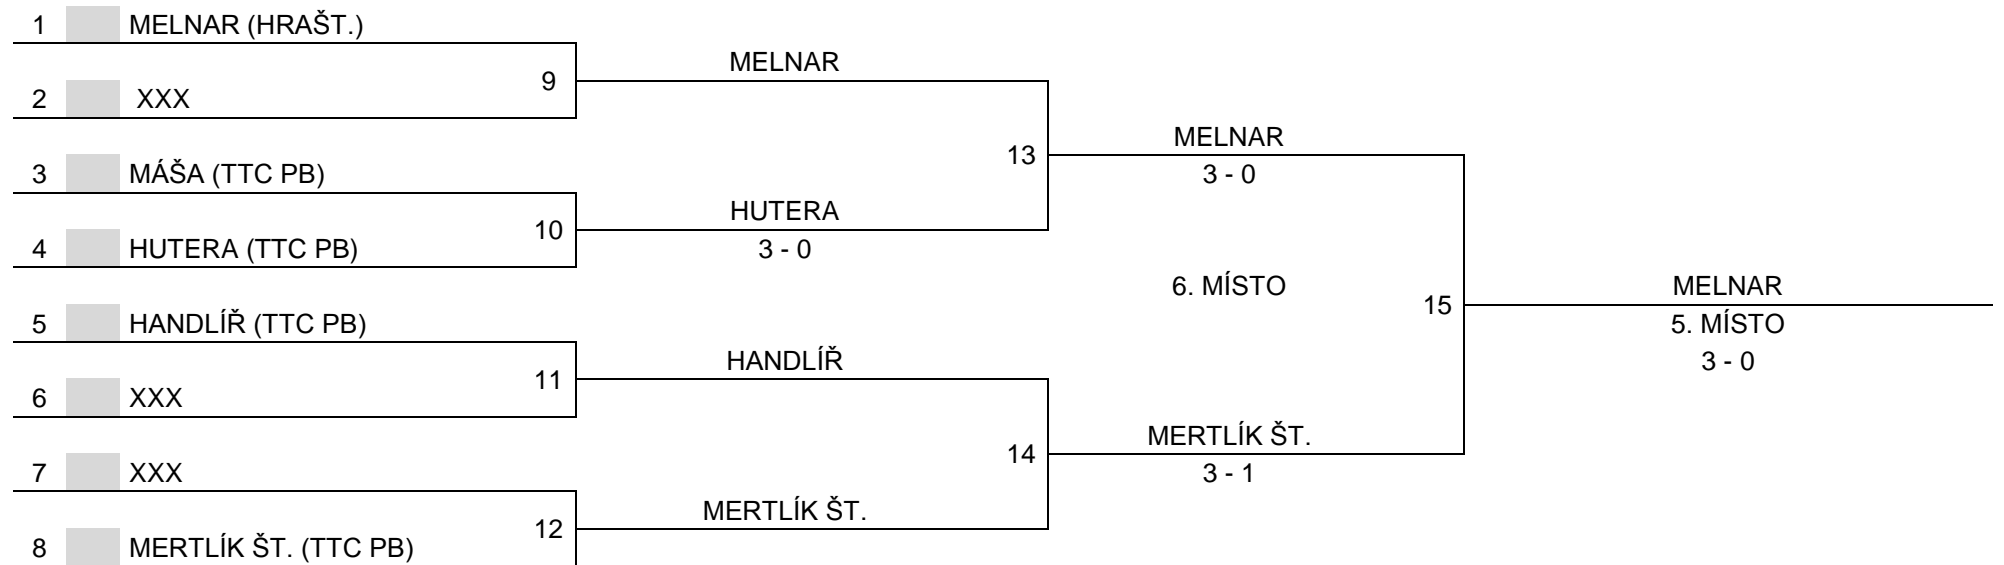 1 MELNAR (HRAŠT.)
MELNAR
9
2 XXX
MELNAR
13
3 MÁŠA (TTC PB)
3 - 0
HUTERA
10
4 HUTERA (TTC PB)
3 - 0
6. MÍSTO
MELNAR
15
5 HANDLÍŘ (TTC PB)
5. MÍSTO
HANDLÍŘ
3 - 0
11
6 XXX
MERTLÍK ŠT.
14
7 XXX
3 - 1
MERTLÍK ŠT.
12
8 MERTLÍK ŠT. (TTC PB)